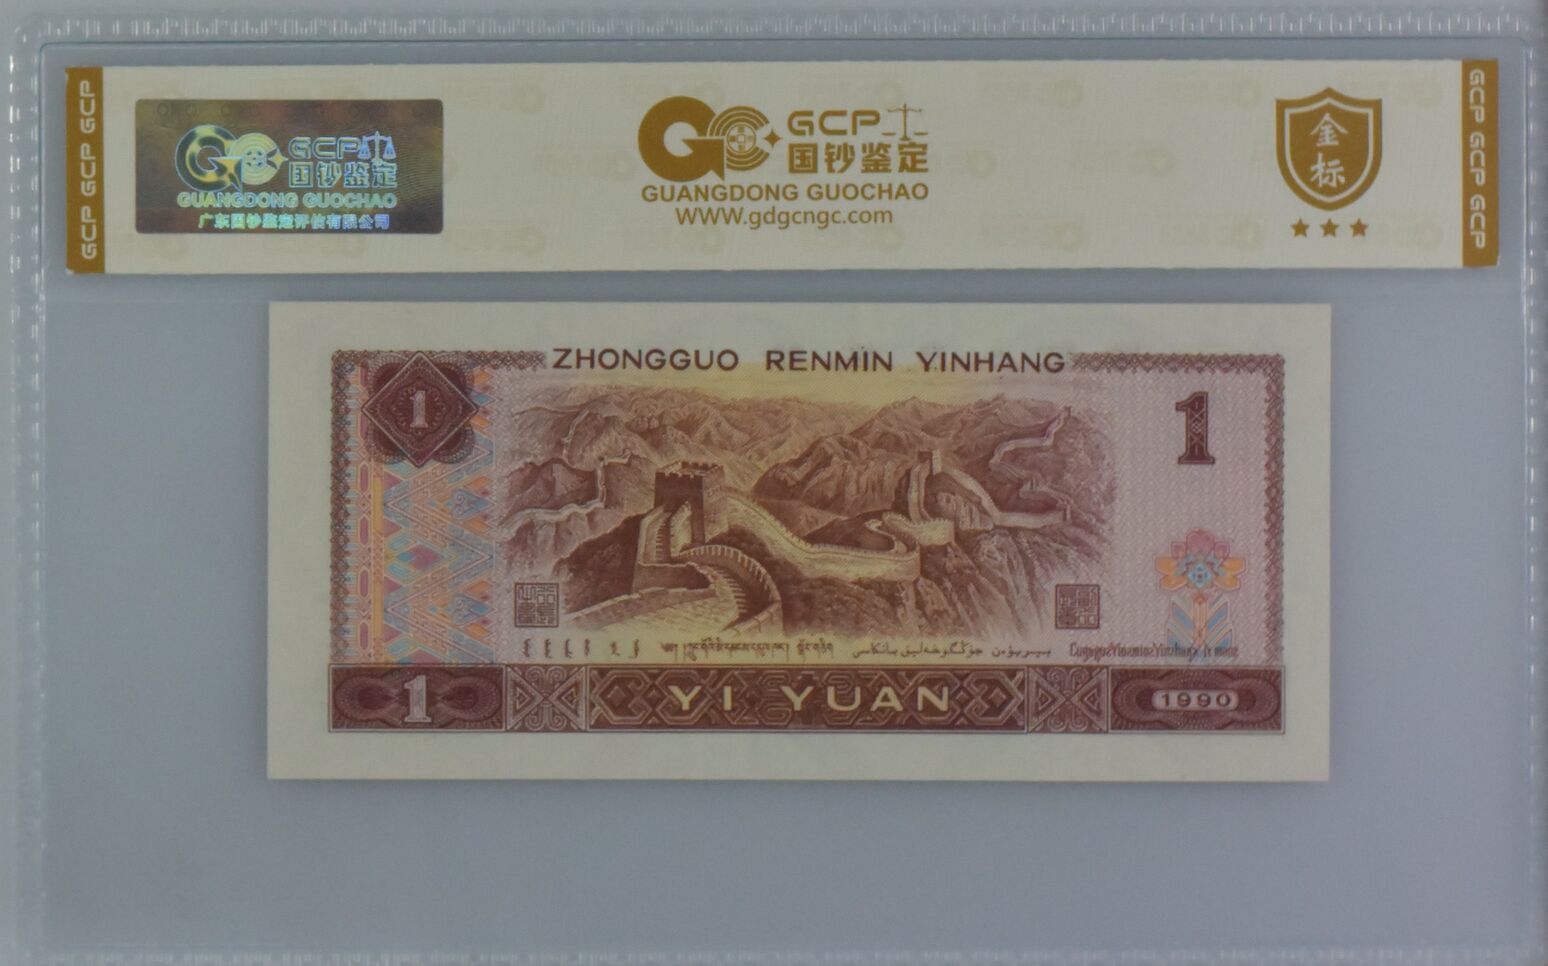 GCP GCP GCP
GCP 国钞鉴定
GUANGDONG GUOCHAO
广东国钞鉴定评估有限公司
GCP
国钞鉴定
GUANGDONG GUOCHAO
WWW.gdgcngc.com
金标
GCP GCP GCP
ZHONGGUO RENMIN YINHANG
1
1
1
YI YUAN
1990